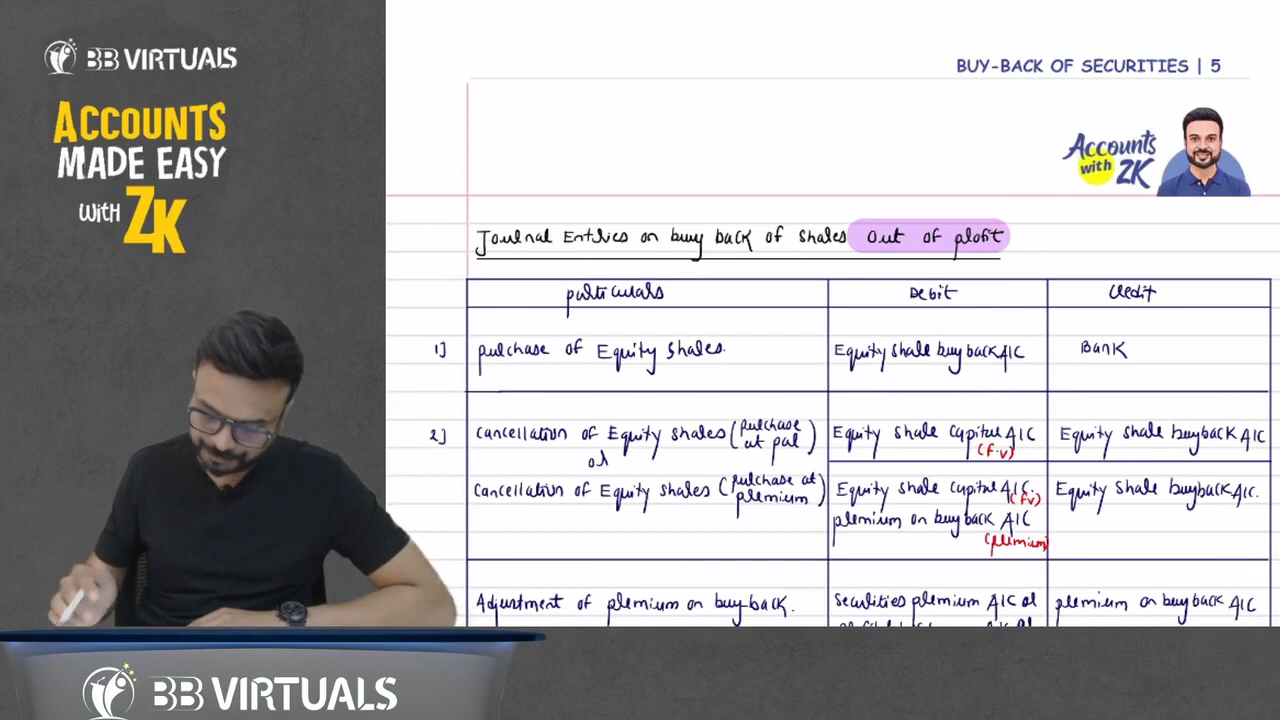 BB VIRTUALS
ACCOUNTS
MADE EASY
with ZK
BUY-BACK OF SECURITIES | 5
Accounts
with ZK
Journal Entries on buy back of shares out of profit
particulars Debit Credit
1] purchase of Equity shares. Equity share buyback A/C Bank
2] cancellation of Equity shares (purchase at par) Equity share capital A/C (F.V) Equity share buyback A/C
or
cancellation of Equity shares (purchase at premium) Equity share capital A/C. (FV) Equity share buyback A/C.
premium on buyback A/C (premium)
Adjustment of premium on buy-back. securities premium A/C or premium on buyback A/C
BB VIRTUALS